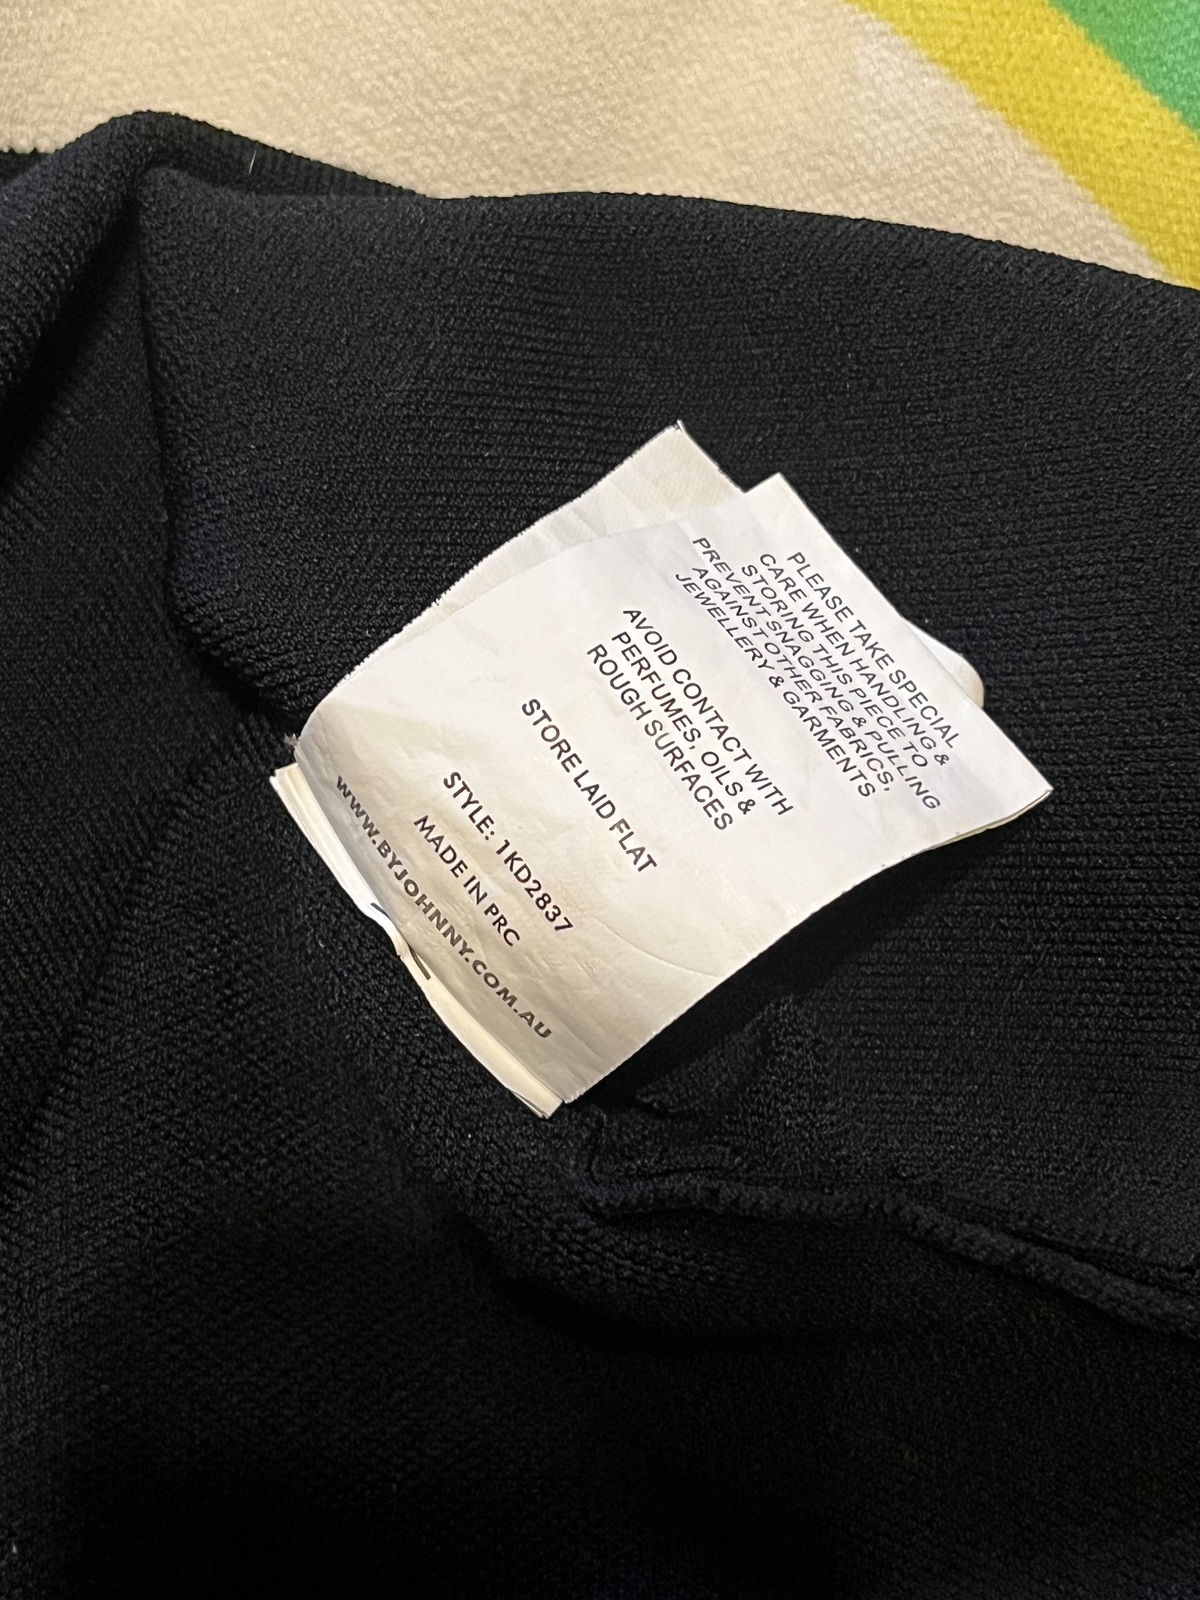 PLEASE TAKE SPECIAL
CARE WHEN HANDLING &
STORING THIS PIECE TO
PREVENT SNAGGING & PULLING
AGAINST OTHER FABRICS,
JEWELLERY & GARMENTS
AVOID CONTACT WITH
PERFUMES, OILS &
ROUGH SURFACES
STORE LAID FLAT
STYLE: 1KD2837
MADE IN PRC
WWW.BYJOHNNY.COM.AU